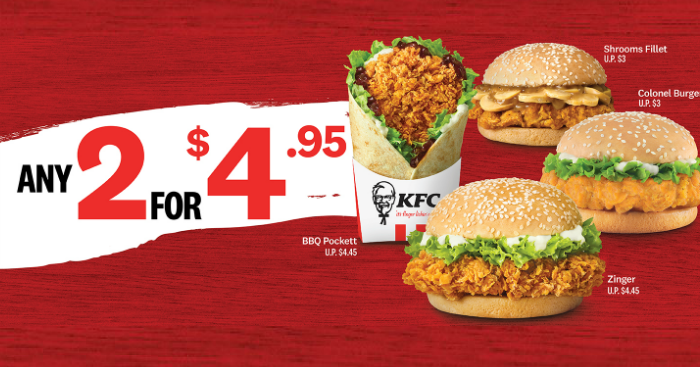 ANY 2 FOR $4.95
BBQ Pockett
U.P. $4.45
KFC
Shrooms Fillet
U.P. $3
Colonel Burge
U.P. $3
Zinger
U.P. $4.45